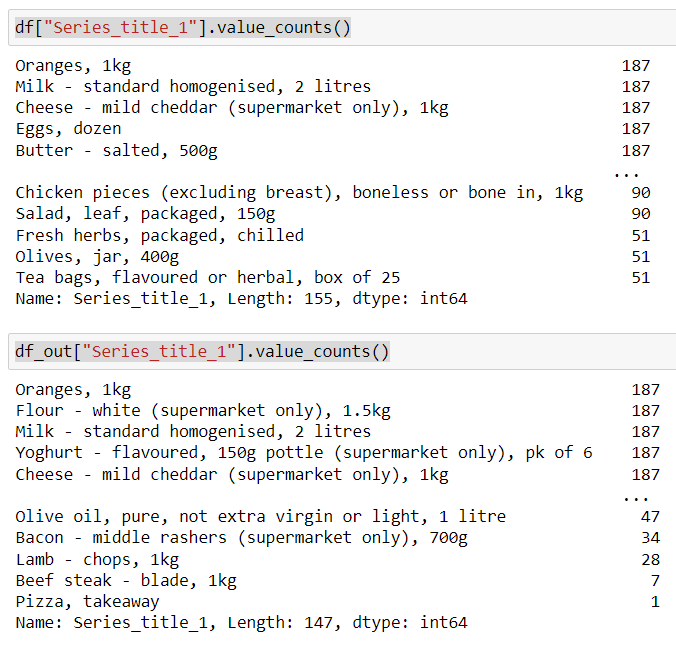 df["Series_title_1"].value_counts()
Oranges, 1kg 187
Milk - standard homogenised, 2 litres 187
Cheese - mild cheddar (supermarket only), 1kg 187
Eggs, dozen 187
Butter - salted, 500g 187
...
Chicken pieces (excluding breast), boneless or bone in, 1kg 90
Salad, leaf, packaged, 150g 90
Fresh herbs, packaged, chilled 51
Olives, jar, 400g 51
Tea bags, flavoured or herbal, box of 25 51
Name: Series_title_1, Length: 155, dtype: int64
df_out["Series_title_1"].value_counts()
Oranges, 1kg 187
Flour - white (supermarket only), 1.5kg 187
Milk - standard homogenised, 2 litres 187
Yoghurt - flavoured, 150g pottle (supermarket only), pk of 6 187
Cheese - mild cheddar (supermarket only), 1kg 187
...
Olive oil, pure, not extra virgin or light, 1 litre 47
Bacon - middle rashers (supermarket only), 700g 34
Lamb - chops, 1kg 28
Beef steak - blade, 1kg 7
Pizza, takeaway 1
Name: Series_title_1, Length: 147, dtype: int64